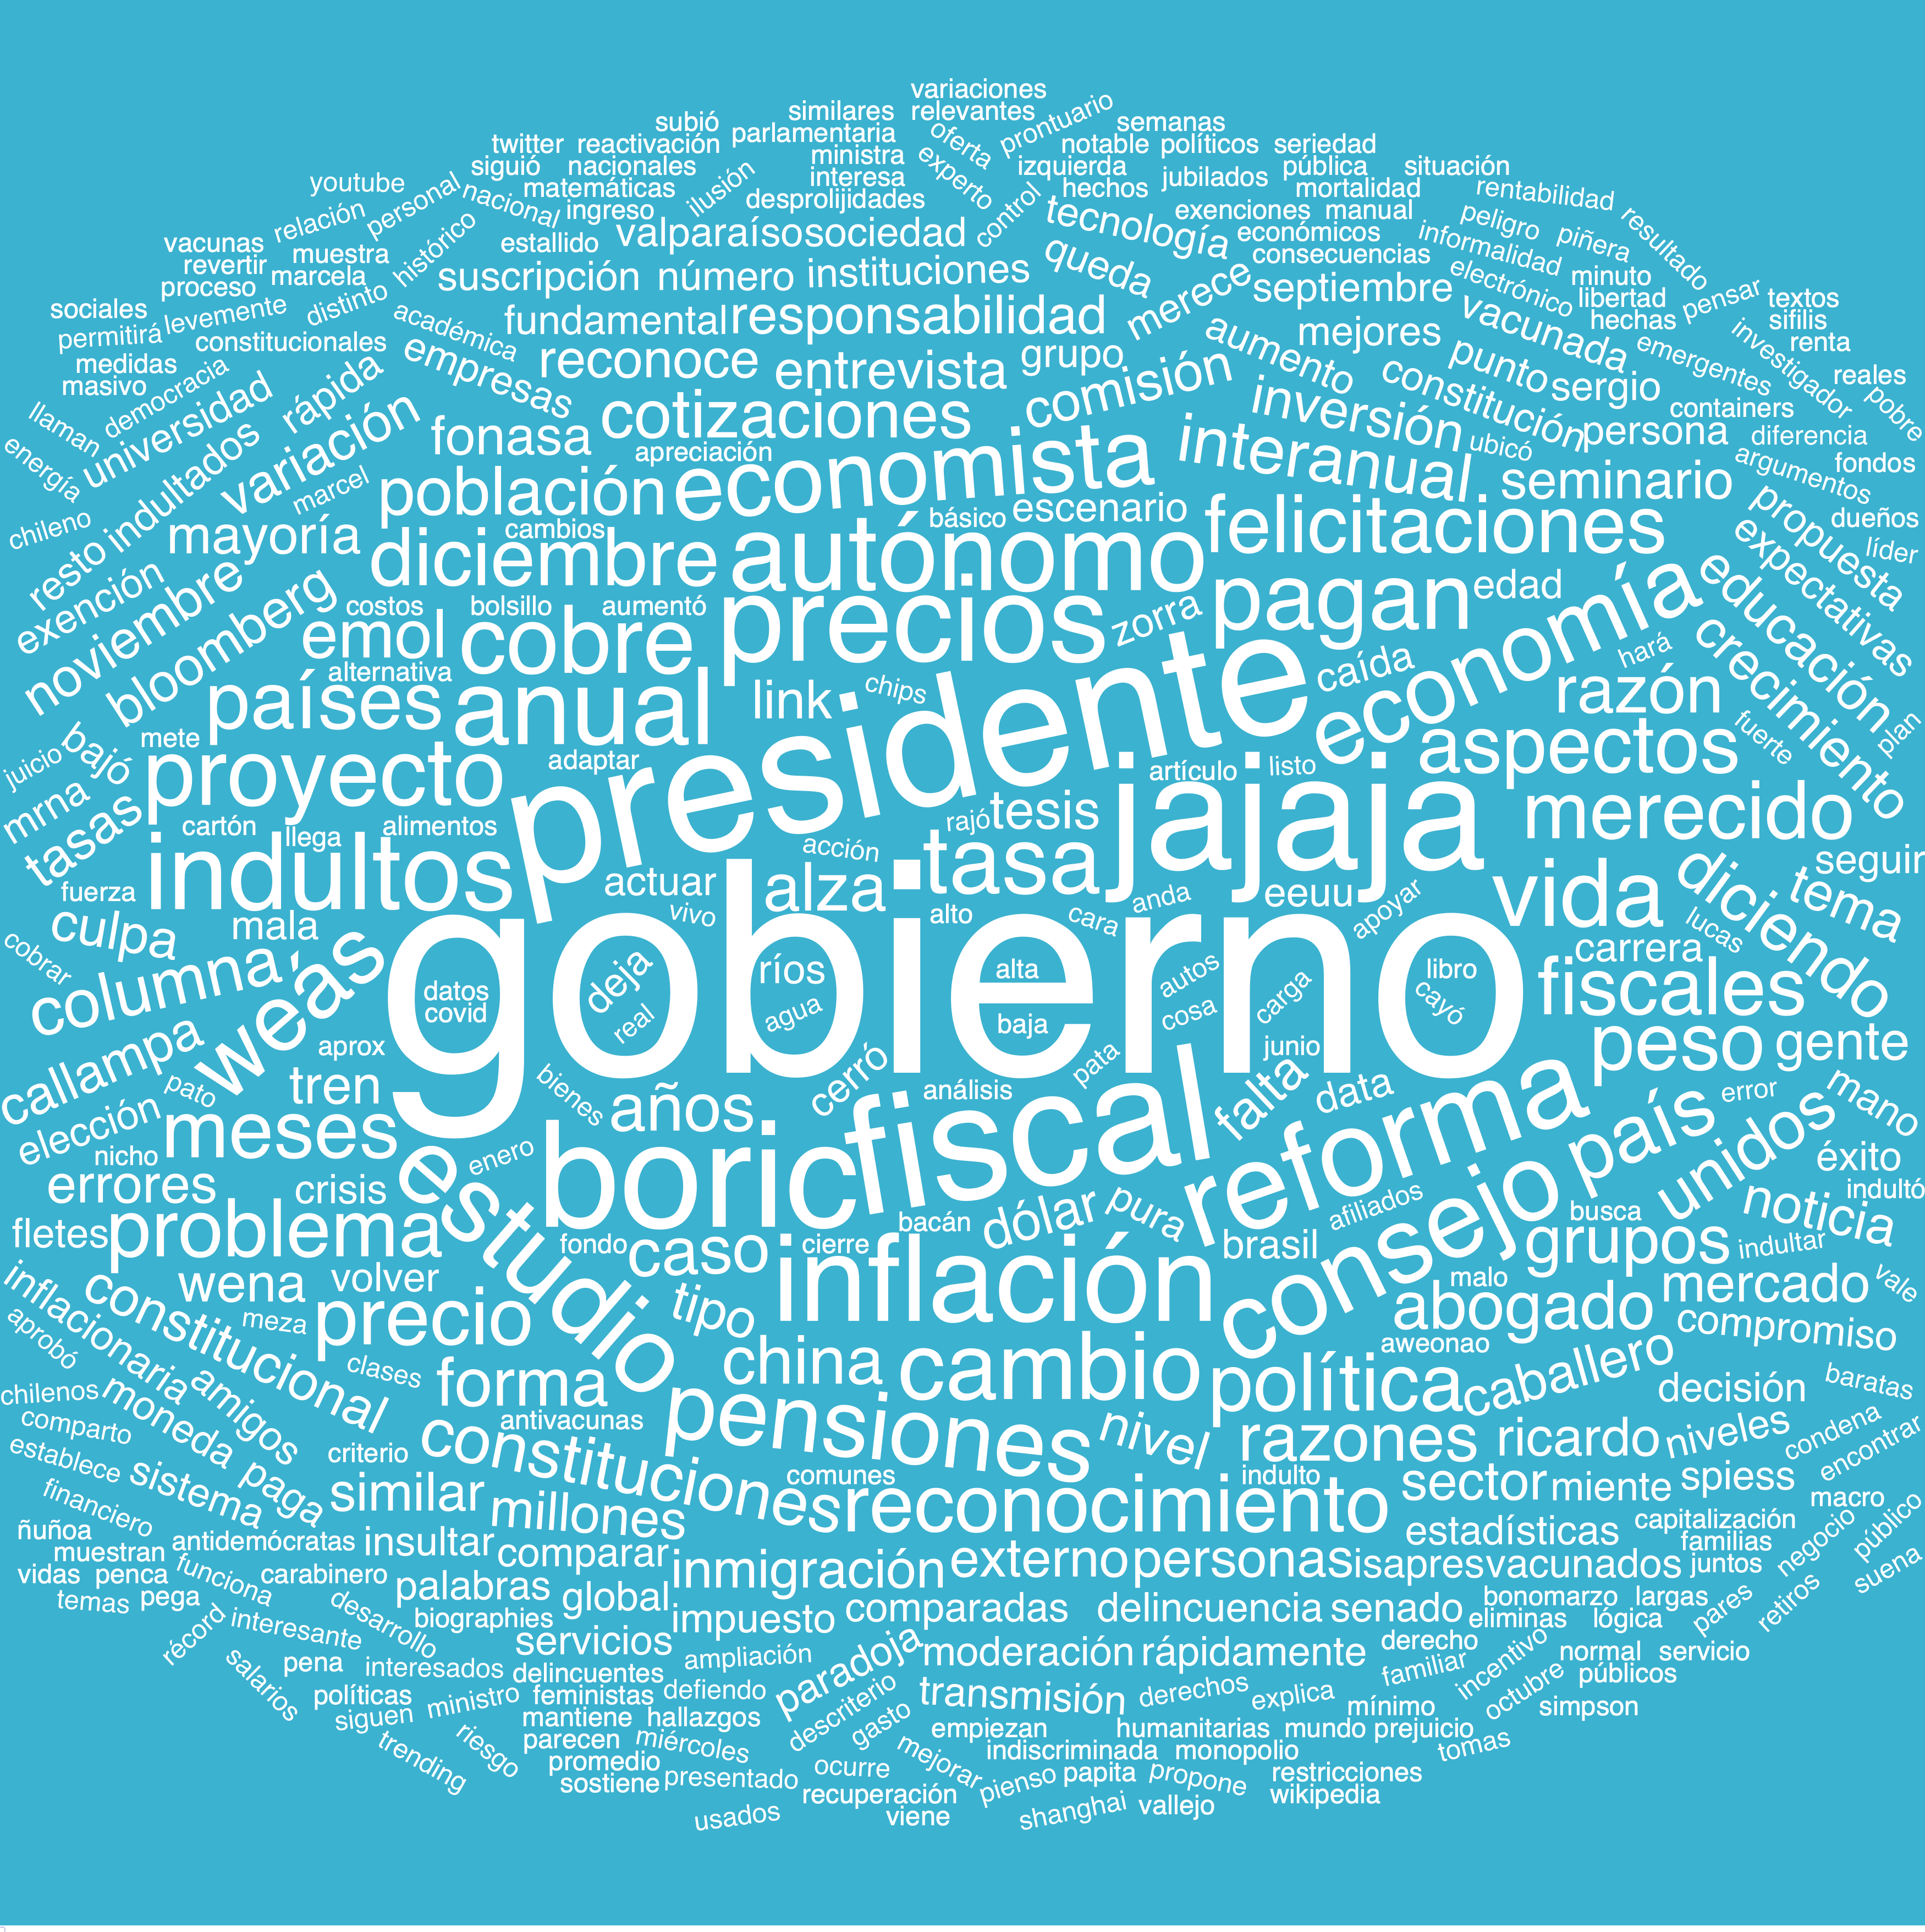 variaciones
similares relevantes
subió parlamentaria oferta prontuario semanas
twitter reactivación ministra experto notable políticos seriedad
siguió nacionales interesa izquierda pública situación
youtube personal matemáticas ilusión desprolijidades control hechos jubilados mortalidad rentabilidad
relación nacional ingreso tecnología exenciones manual peligro piñera resultado
vacunas muestra histórico estallido valparaíso sociedad queda económicos informalidad
revertir marcela suscripción número instituciones merece consecuencias electrónico minuto
proceso distinto septiembre vacunada libertad pensar textos
sociales levemente académica fundamental responsabilidad hechas sifilis
permitirá constitucionales empresas reconoce entrevista grupo aumento mejores punto emergentes investigador renta
medidas democracia rápida comisión constitución sergio reales
masivo universidad cotizaciones inversión containers pobre
llaman indultados variación fonasa apreciación economista interanual ubicó persona diferencia
energía marcel población seminario argumentos fondos
chileno resto mayoría cambios básico escenario felicitaciones propuesta dueños
exención diciembre autónomo expectativas líder
noviembre bloomberg costos bolsillo aumentó precios zorra pagan edad educación
emol cobre economía crecimiento hará
alternativa países anual link chips presidente caída razón
juicio bajó mete adaptar artículo listo aspectos fuerte plan
mrna tasas proyecto rajó tesis jajaja merecido
cartón llega alimentos acción tasa seguir
fuerza indultos actuar alza eeuu vida diciendo tema
culpa mala vivo alto cara anda apoyar lucas
cobrar columna weás gobierno ríos alta autos libro carrera
datos deja fiscales
covid real agua baja cosa carga cayó
callampa aprox cerró junio peso gente
pato tren bienes años análisis pata falta data error mano
elección meses fiscal reforma país unidos
nicho estudio enero boric éxito
errores crisis dólar pura afiliados consejo busca noticia indultó
fletes problema fondo caso bacán cierre brasil grupos indultar
wena volver tipo inflación malo mercado vale
inflacionaria constitucional meza precio abogado compromiso
aprobó clases china cambio aweonao caballero
chilenos moneda amigos forma política decisión baratas
comparto antivacunas pensiones nivel razones ricardo niveles condena
establece sistema paga criterio constituciones comunes indulto sector miente spiess encontrar
financiero similar millones reconocimiento macro
ñuñoa antidemócratas insultar estadísticas capitalización público
muestran comparar inmigración externo personas isapres vacunados familias negocio
vidas penca funciona carabinero palabras juntos suena
temas pega desarrollo biographies global impuesto comparadas delincuencia senado bonomarzo largas pares retiros
récord interesante servicios eliminas lógica
salarios pena interesados delincuentes ampliación paradoja moderación rápidamente derecho familiar incentivo normal servicio
políticas ministro feministas defiendo transmisión derechos explica octubre públicos
siguen mantiene hallazgos descriterio gasto mínimo simpson
trending riesgo parecen miércoles empiezan humanitarias mundo prejuicio
promedio ocurre mejorar indiscriminada monopolio tomas
sostiene presentado pienso papita propone restricciones
recuperación wikipedia
usados viene shanghai vallejo